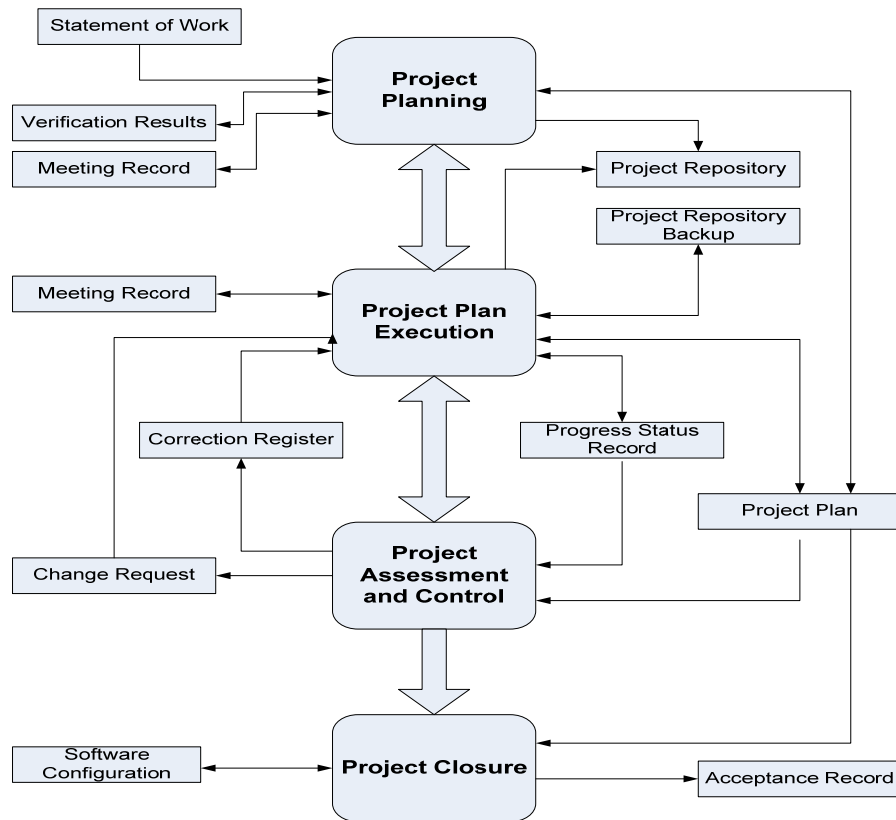 Statement of Work
Project
Planning
Verification Results
Meeting Record
Project Repository
Project Repository
Backup
Meeting Record
Project Plan
Execution
Correction Register
Progress Status
Record
Project Plan
Project
Assessment
and Control
Change Request
Software
Configuration
Project Closure
Acceptance Record